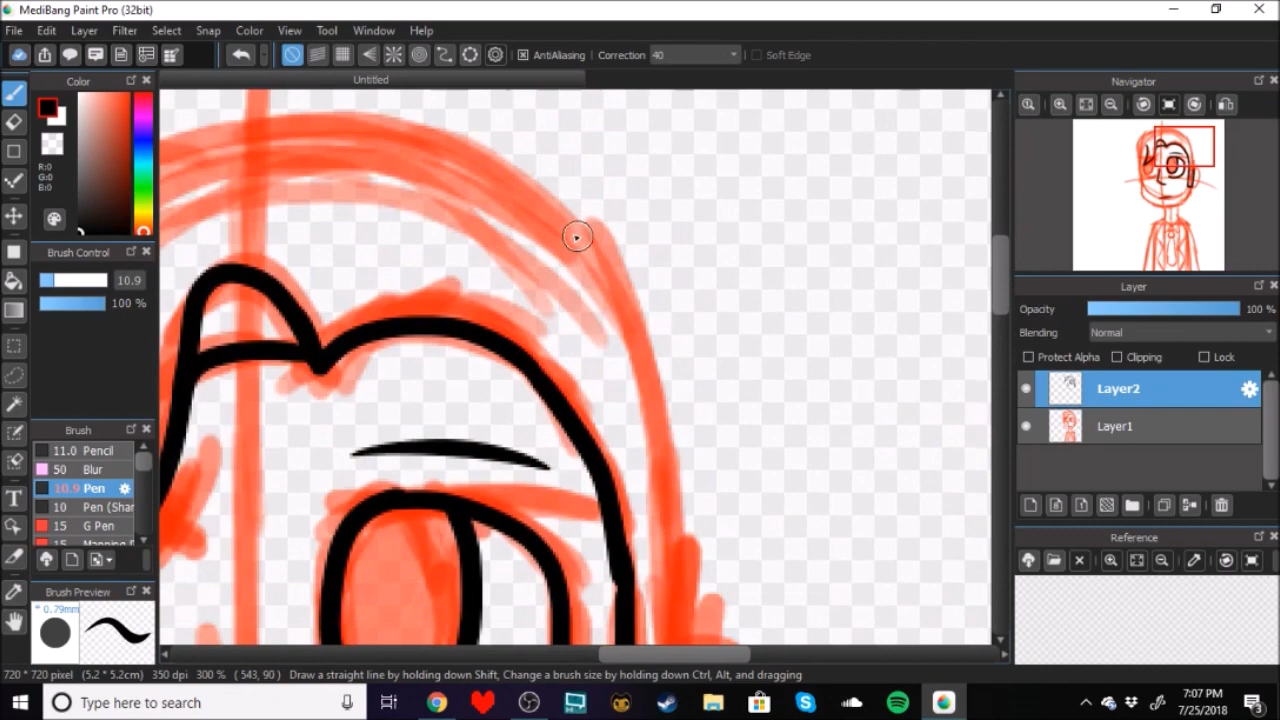 MediBang Paint Pro (32bit)
File Edit Layer Filter Select Snap Color View Tool Window Help
AntiAliasing Correction 40 Soft Edge
Color
Untitled
Navigator
R:0
G:0
B:0
Brush Control
10.9
100 %
Layer
Opacity 100 %
Blending Normal
Protect Alpha Clipping Lock
Layer2
Layer1
Brush
11.0 Pencil
50 Blur
10.9 Pen
10 Pen (Shar
15 G Pen
15
Reference
Brush Preview
* 0.79mm
720 * 720 pixel (5.2 * 5.2cm) 350 dpi 300 % ( 543, 90 ) Draw a straight line by holding down Shift, Change a brush size by holding down Ctrl, Alt, and dragging
Type here to search
7:07 PM
7/25/2018
3